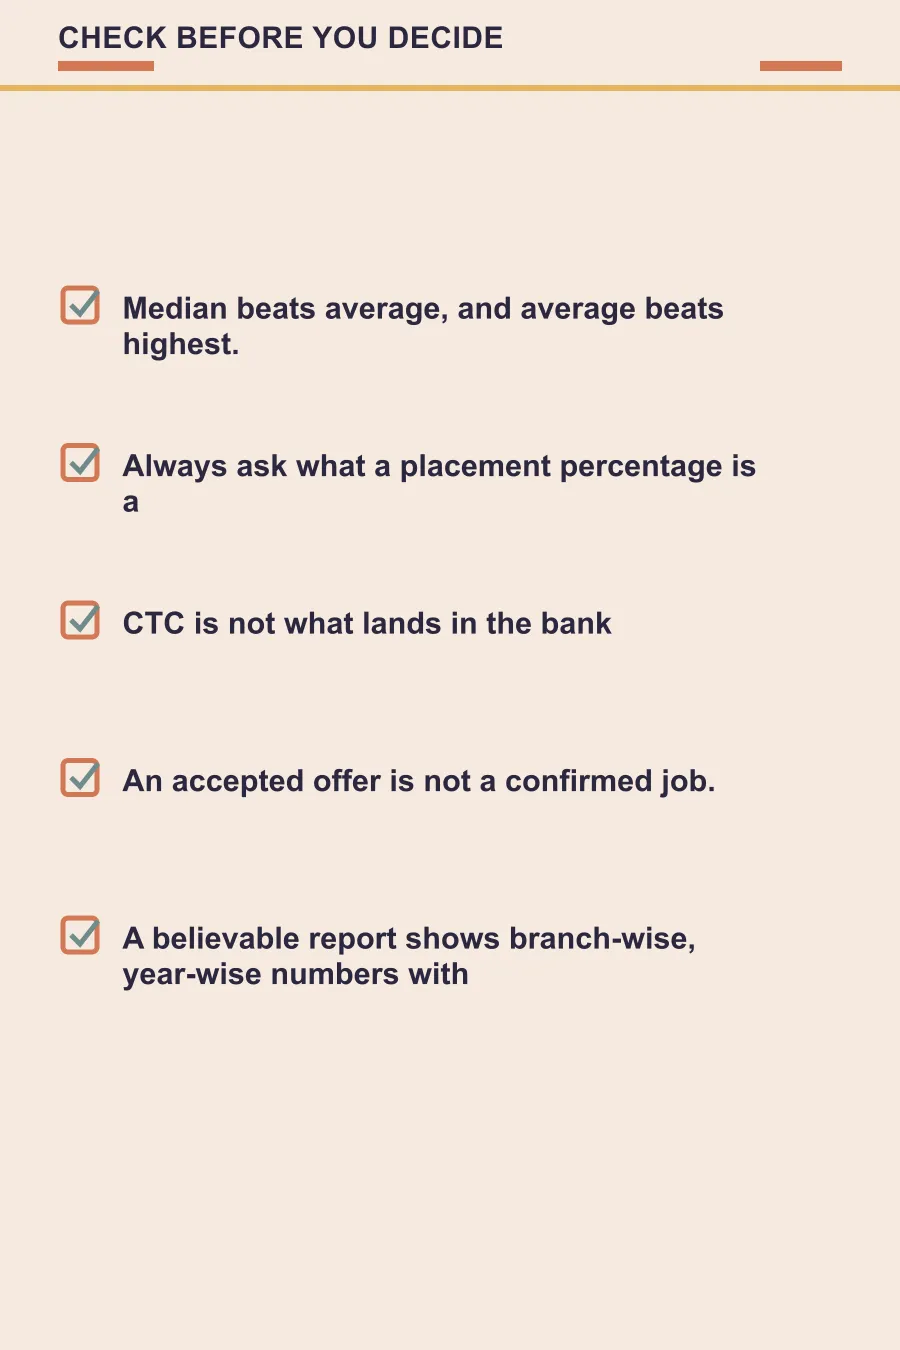 CHECK BEFORE YOU DECIDE
Median beats average, and average beats
highest.
Always ask what a placement percentage is
a
CTC is not what lands in the bank
An accepted offer is not a confirmed job.
A believable report shows branch-wise,
year-wise numbers with